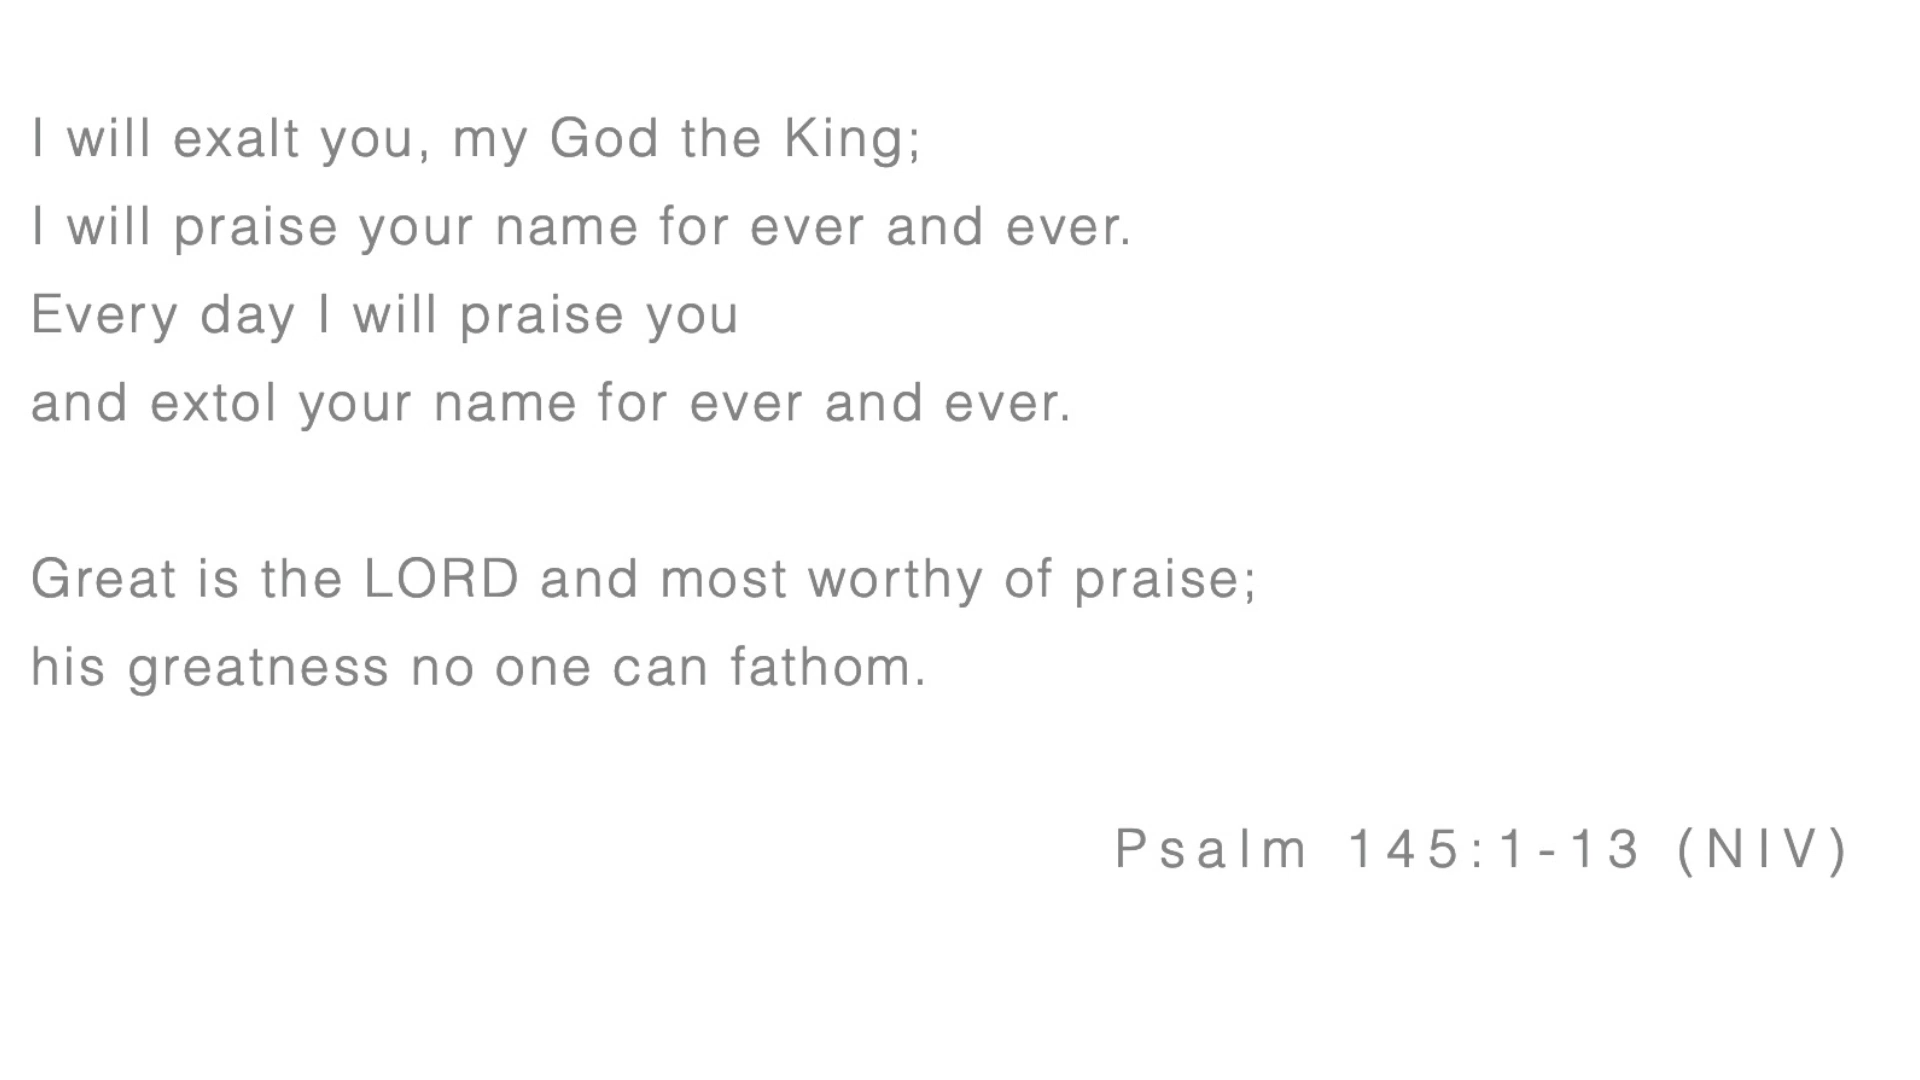 I will exalt you, my God the King;
I will praise your name for ever and ever.
Every day I will praise you
and extol your name for ever and ever.
Great is the LORD and most worthy of praise;
his greatness no one can fathom.
Psalm 145:1-13 (NIV)